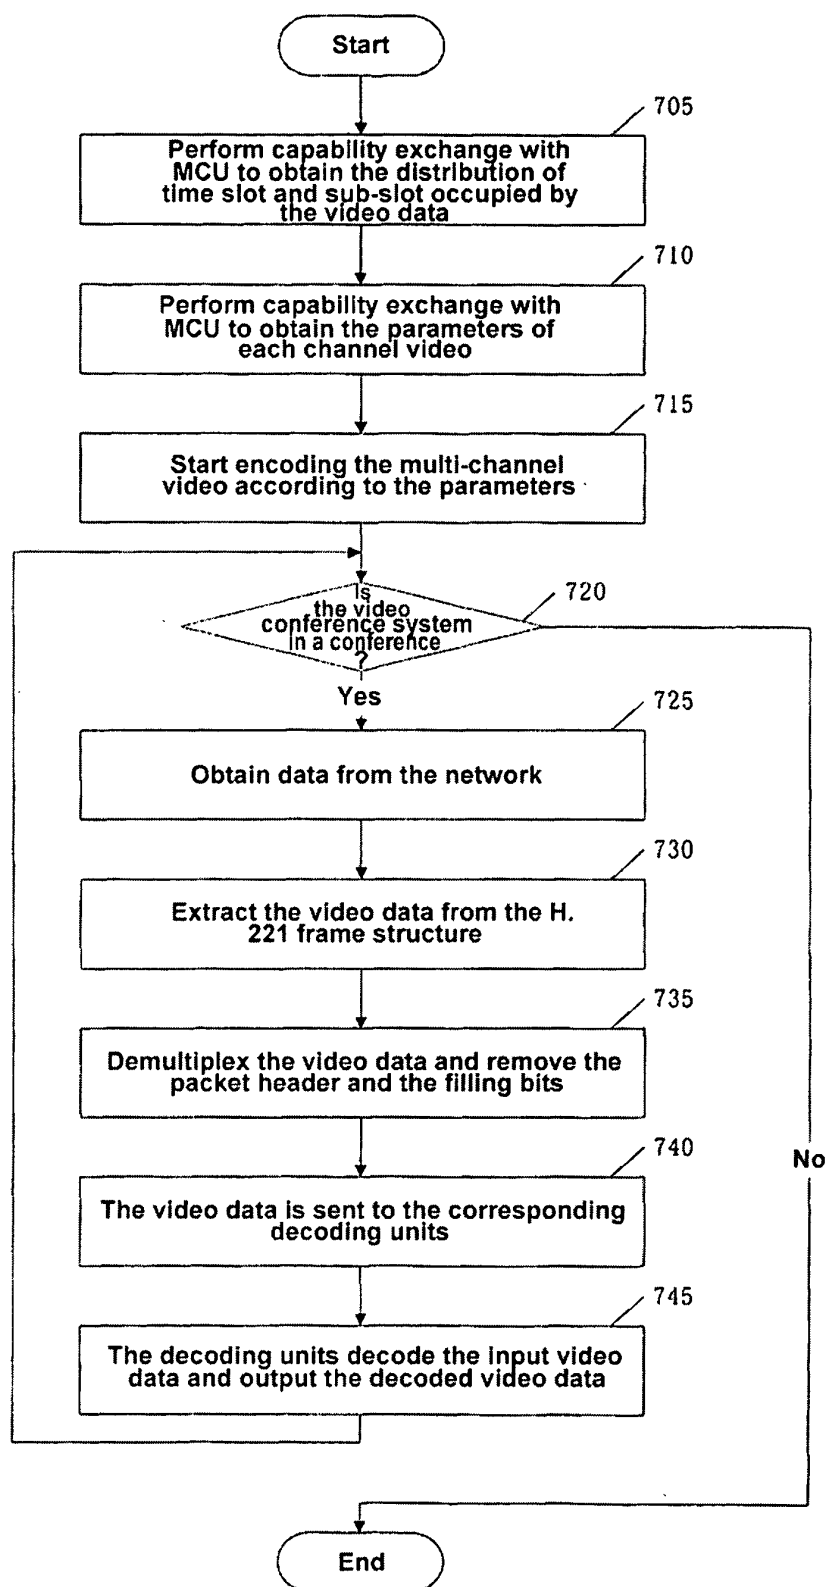 Start
705
Perform capability exchange with
MCU to obtain the distribution of
time slot and sub-slot occupied by
the video data
710
Perform capability exchange with
MCU to obtain the parameters of
each channel video
715
Start encoding the multi-channel
video according to the parameters
720
Is
the video
conference system
in a conference
?
Yes
725
Obtain data from the network
730
Extract the video data from the H.
221 frame structure
735
Demultiplex the video data and remove the
packet header and the filling bits
740
No
The video data is sent to the corresponding
decoding units
745
The decoding units decode the input video
data and output the decoded video data
End